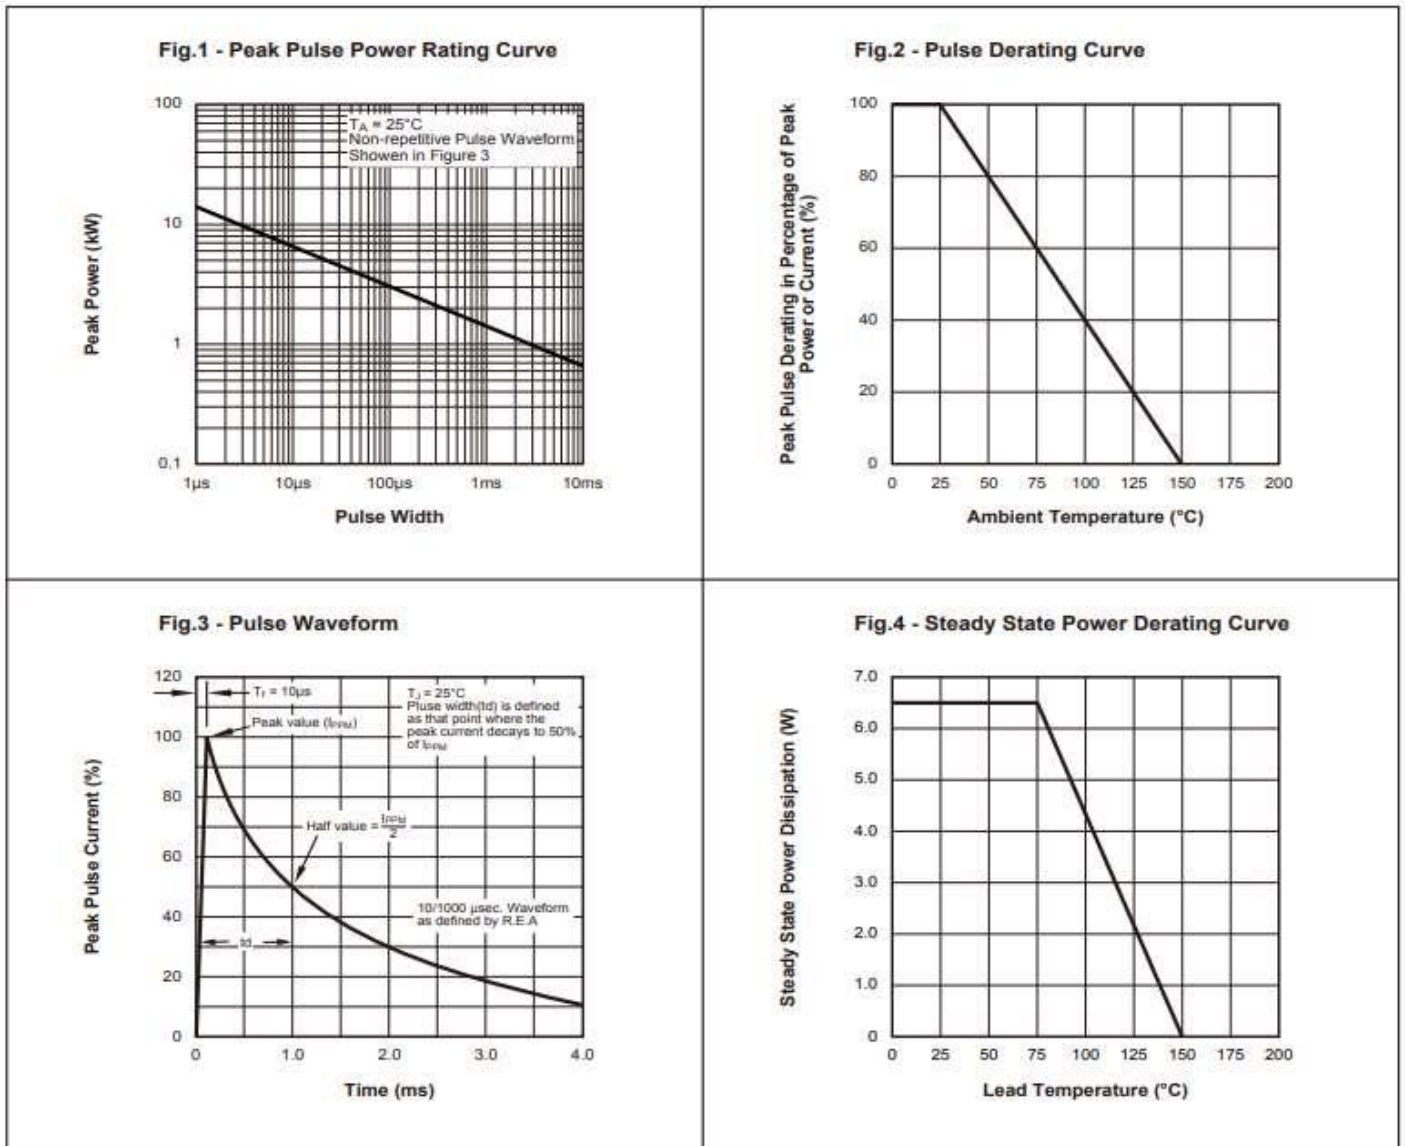 Fig.1 - Peak Pulse Power Rating Curve
Peak Power (kW)
100
10
1
0.1
TA = 25°C
Non-repetitive Pulse Waveform
Showen in Figure 3
1μs 10μs 100μs 1ms 10ms
Pulse Width
Fig.2 - Pulse Derating Curve
Peak Pulse Derating in Percentage of Peak
Power or Current (%)
100
80
60
40
20
0
0 25 50 75 100 125 150 175 200
Ambient Temperature (°C)
Fig.3 - Pulse Waveform
Peak Pulse Current (%)
120
100
80
60
40
20
0
Tr = 10μs
Peak value (IPPM)
TJ = 25°C
Pluse width(td) is defined
as that point where the
peak current decays to 50%
of IPPM
Half value = IPPM
2
10/1000 μsec. Waveform
as defined by R.E.A
td
0 1.0 2.0 3.0 4.0
Time (ms)
Fig.4 - Steady State Power Derating Curve
Steady State Power Dissipation (W)
7.0
6.0
5.0
4.0
3.0
2.0
1.0
0
0 25 50 75 100 125 150 175 200
Lead Temperature (°C)